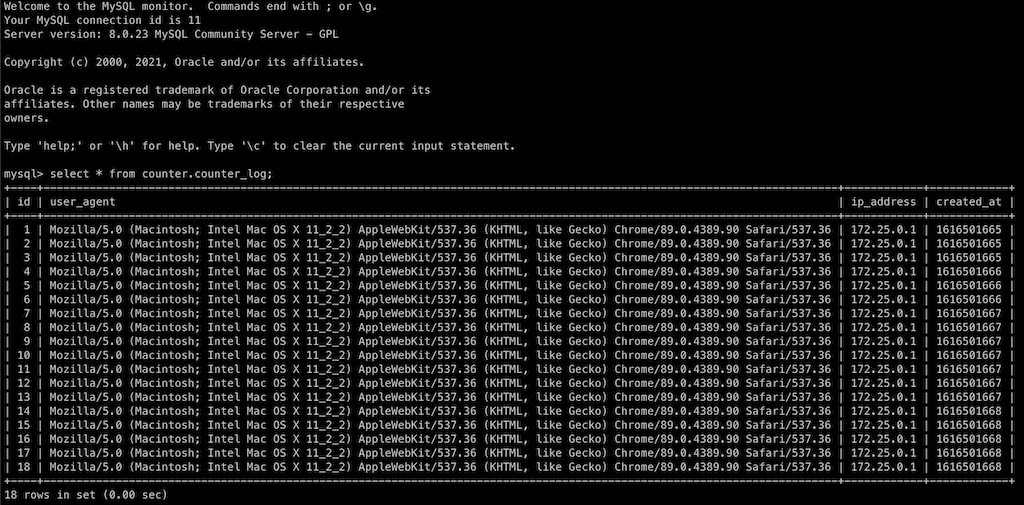 Welcome to the MySQL monitor.  Commands end with ; or \g.
Your MySQL connection id is 11
Server version: 8.0.23 MySQL Community Server - GPL

Copyright (c) 2000, 2021, Oracle and/or its affiliates.

Oracle is a registered trademark of Oracle Corporation and/or its
affiliates. Other names may be trademarks of their respective
owners.

Type 'help;' or '\h' for help. Type '\c' to clear the current input statement.

mysql> select * from counter.counter_log;
| id | user_agent | ip_address | created_at |
| 1 | Mozilla/5.0 (Macintosh; Intel Mac OS X 11_2_2) AppleWebKit/537.36 (KHTML, like Gecko) Chrome/89.0.4389.90 Safari/537.36 | 172.25.0.1 | 1616501665 |
| 2 | Mozilla/5.0 (Macintosh; Intel Mac OS X 11_2_2) AppleWebKit/537.36 (KHTML, like Gecko) Chrome/89.0.4389.90 Safari/537.36 | 172.25.0.1 | 1616501665 |
| 3 | Mozilla/5.0 (Macintosh; Intel Mac OS X 11_2_2) AppleWebKit/537.36 (KHTML, like Gecko) Chrome/89.0.4389.90 Safari/537.36 | 172.25.0.1 | 1616501665 |
| 4 | Mozilla/5.0 (Macintosh; Intel Mac OS X 11_2_2) AppleWebKit/537.36 (KHTML, like Gecko) Chrome/89.0.4389.90 Safari/537.36 | 172.25.0.1 | 1616501666 |
| 5 | Mozilla/5.0 (Macintosh; Intel Mac OS X 11_2_2) AppleWebKit/537.36 (KHTML, like Gecko) Chrome/89.0.4389.90 Safari/537.36 | 172.25.0.1 | 1616501666 |
| 6 | Mozilla/5.0 (Macintosh; Intel Mac OS X 11_2_2) AppleWebKit/537.36 (KHTML, like Gecko) Chrome/89.0.4389.90 Safari/537.36 | 172.25.0.1 | 1616501666 |
| 7 | Mozilla/5.0 (Macintosh; Intel Mac OS X 11_2_2) AppleWebKit/537.36 (KHTML, like Gecko) Chrome/89.0.4389.90 Safari/537.36 | 172.25.0.1 | 1616501667 |
| 8 | Mozilla/5.0 (Macintosh; Intel Mac OS X 11_2_2) AppleWebKit/537.36 (KHTML, like Gecko) Chrome/89.0.4389.90 Safari/537.36 | 172.25.0.1 | 1616501667 |
| 9 | Mozilla/5.0 (Macintosh; Intel Mac OS X 11_2_2) AppleWebKit/537.36 (KHTML, like Gecko) Chrome/89.0.4389.90 Safari/537.36 | 172.25.0.1 | 1616501667 |
| 10 | Mozilla/5.0 (Macintosh; Intel Mac OS X 11_2_2) AppleWebKit/537.36 (KHTML, like Gecko) Chrome/89.0.4389.90 Safari/537.36 | 172.25.0.1 | 1616501667 |
| 11 | Mozilla/5.0 (Macintosh; Intel Mac OS X 11_2_2) AppleWebKit/537.36 (KHTML, like Gecko) Chrome/89.0.4389.90 Safari/537.36 | 172.25.0.1 | 1616501667 |
| 12 | Mozilla/5.0 (Macintosh; Intel Mac OS X 11_2_2) AppleWebKit/537.36 (KHTML, like Gecko) Chrome/89.0.4389.90 Safari/537.36 | 172.25.0.1 | 1616501667 |
| 13 | Mozilla/5.0 (Macintosh; Intel Mac OS X 11_2_2) AppleWebKit/537.36 (KHTML, like Gecko) Chrome/89.0.4389.90 Safari/537.36 | 172.25.0.1 | 1616501667 |
| 14 | Mozilla/5.0 (Macintosh; Intel Mac OS X 11_2_2) AppleWebKit/537.36 (KHTML, like Gecko) Chrome/89.0.4389.90 Safari/537.36 | 172.25.0.1 | 1616501668 |
| 15 | Mozilla/5.0 (Macintosh; Intel Mac OS X 11_2_2) AppleWebKit/537.36 (KHTML, like Gecko) Chrome/89.0.4389.90 Safari/537.36 | 172.25.0.1 | 1616501668 |
| 16 | Mozilla/5.0 (Macintosh; Intel Mac OS X 11_2_2) AppleWebKit/537.36 (KHTML, like Gecko) Chrome/89.0.4389.90 Safari/537.36 | 172.25.0.1 | 1616501668 |
| 17 | Mozilla/5.0 (Macintosh; Intel Mac OS X 11_2_2) AppleWebKit/537.36 (KHTML, like Gecko) Chrome/89.0.4389.90 Safari/537.36 | 172.25.0.1 | 1616501668 |
| 18 | Mozilla/5.0 (Macintosh; Intel Mac OS X 11_2_2) AppleWebKit/537.36 (KHTML, like Gecko) Chrome/89.0.4389.90 Safari/537.36 | 172.25.0.1 | 1616501668 |
18 rows in set (0.00 sec)